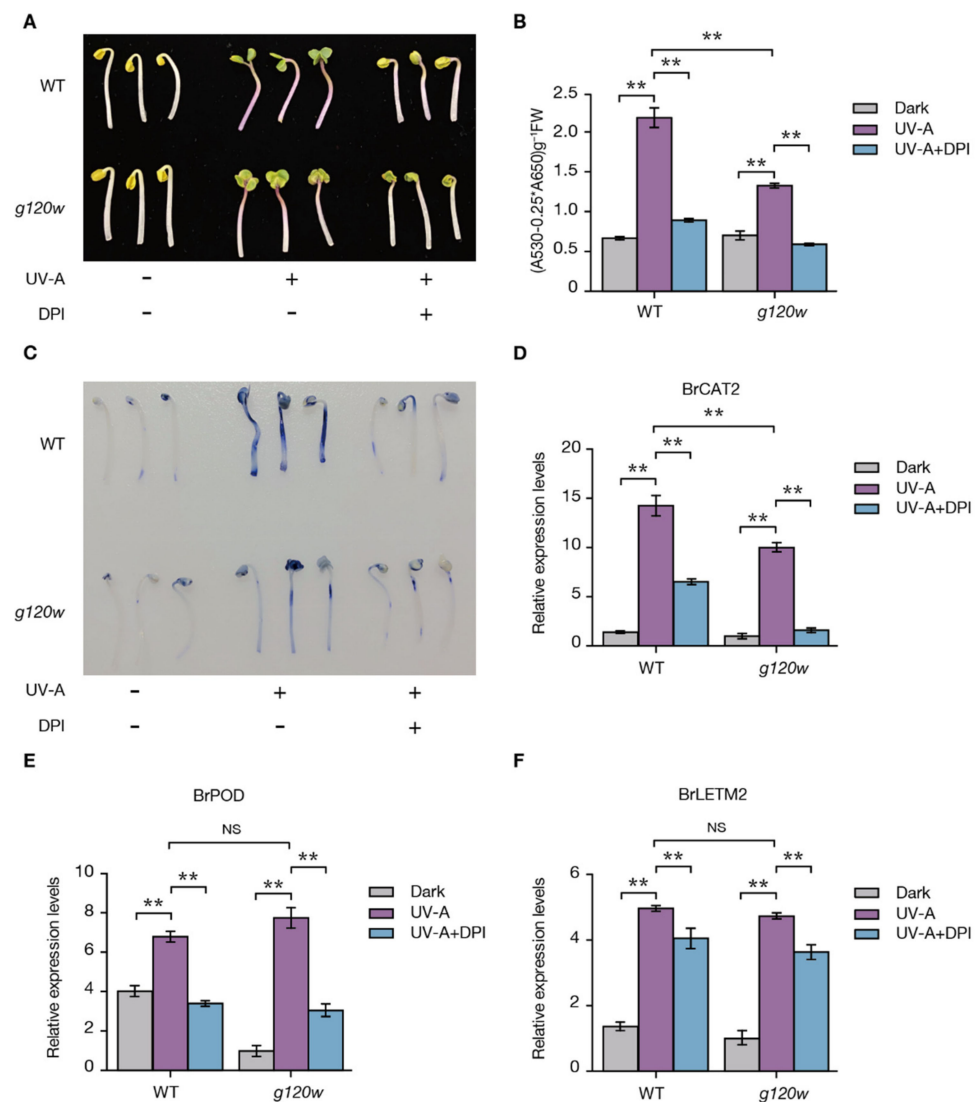 A
WT
g120w
UV-A
- + +
DPI
- - +
B
(A530-0.25*A650)g⁻¹FW
2.5
2.0
1.5
1.0
0.5
0
**
** **
** **
WT g120w
Dark
UV-A
UV-A+DPI
C
WT
g120w
UV-A
- + +
DPI
- - +
D
BrCAT2
Relative expression levels
20
15
10
5
0
**
** **
** **
WT g120w
Dark
UV-A
UV-A+DPI
E
BrPOD
Relative expression levels
10
8
6
4
2
0
NS
** **
** **
WT g120w
Dark
UV-A
UV-A+DPI
F
BrLETM2
Relative expression levels
6
4
2
0
NS
** **
** **
WT g120w
Dark
UV-A
UV-A+DPI